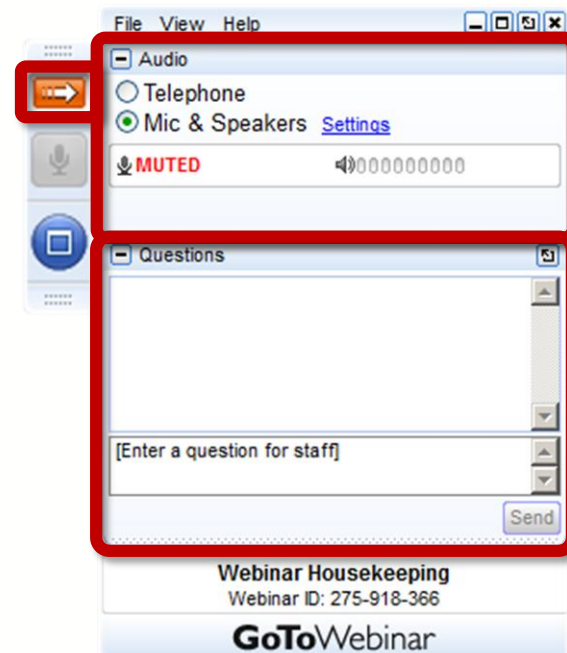 File View Help
Audio
Telephone
Mic & Speakers Settings
MUTED
Questions
[Enter a question for staff]
Send
Webinar Housekeeping
Webinar ID: 275-918-366
GoToWebinar